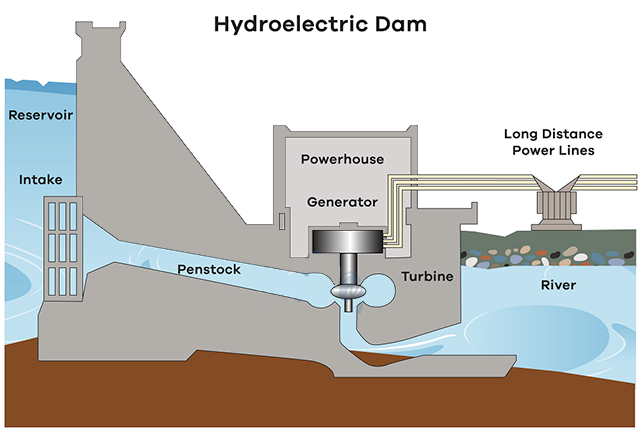 Hydroelectric Dam
Reservoir
Intake
Penstock
Powerhouse
Generator
Turbine
Long Distance
Power Lines
River